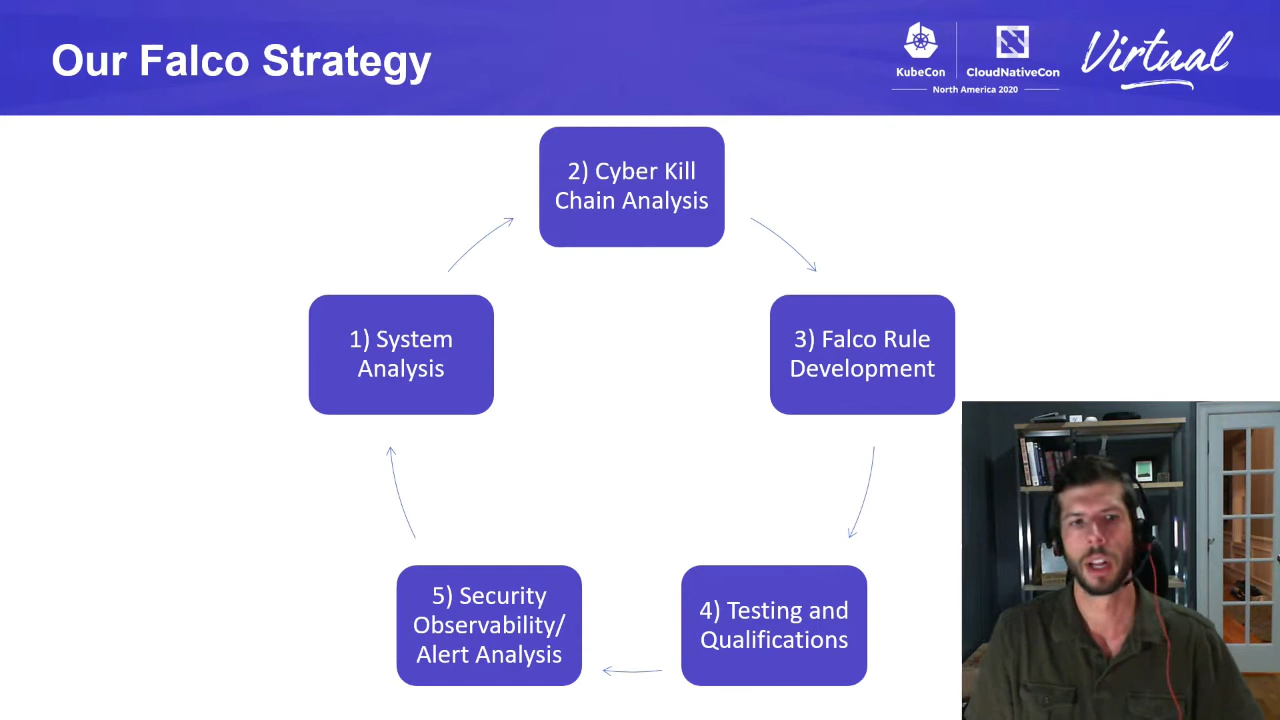 Our Falco Strategy
KubeCon
CloudNativeCon
North America 2020
Virtual
2) Cyber Kill
Chain Analysis
1) System
Analysis
3) Falco Rule
Development
5) Security
Observability/
Alert Analysis
4) Testing and
Qualifications